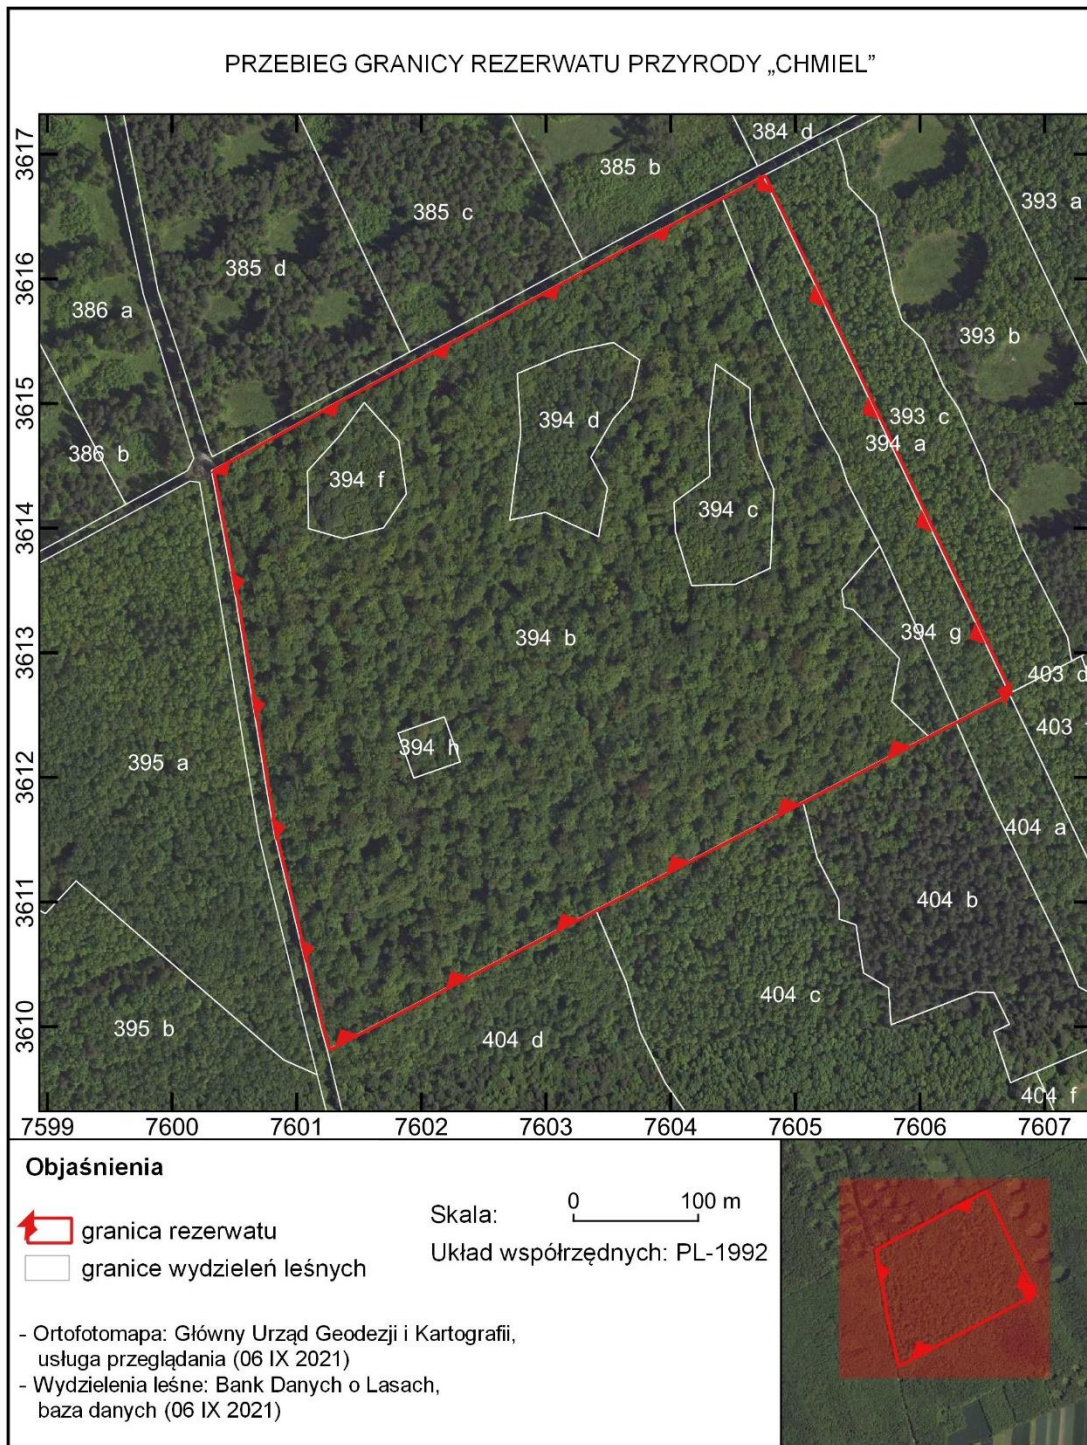 PRZEBIEG GRANICY REZERWATU PRZYRODY „CHMIEL”
3617
3616
3615
3614
3613
3612
3611
3610
384 d
385 b
385 c
385 d
386 a
386 b
393 a
393 b
393 c
394 a
394 d
394 f
394 c
394 b
394 g
394 h
403 d
403
395 a
404 a
404 b
404 c
395 b
404 d
404 f
7599 7600 7601 7602 7603 7604 7605 7606 7607
Objaśnienia
granica rezerwatu
granice wydzieleń leśnych
Skala:
0 100 m
Układ współrzędnych: PL-1992
- Ortofotomapa: Główny Urząd Geodezji i Kartografii,
usługa przeglądania (06 IX 2021)
- Wydzielenia leśne: Bank Danych o Lasach,
baza danych (06 IX 2021)